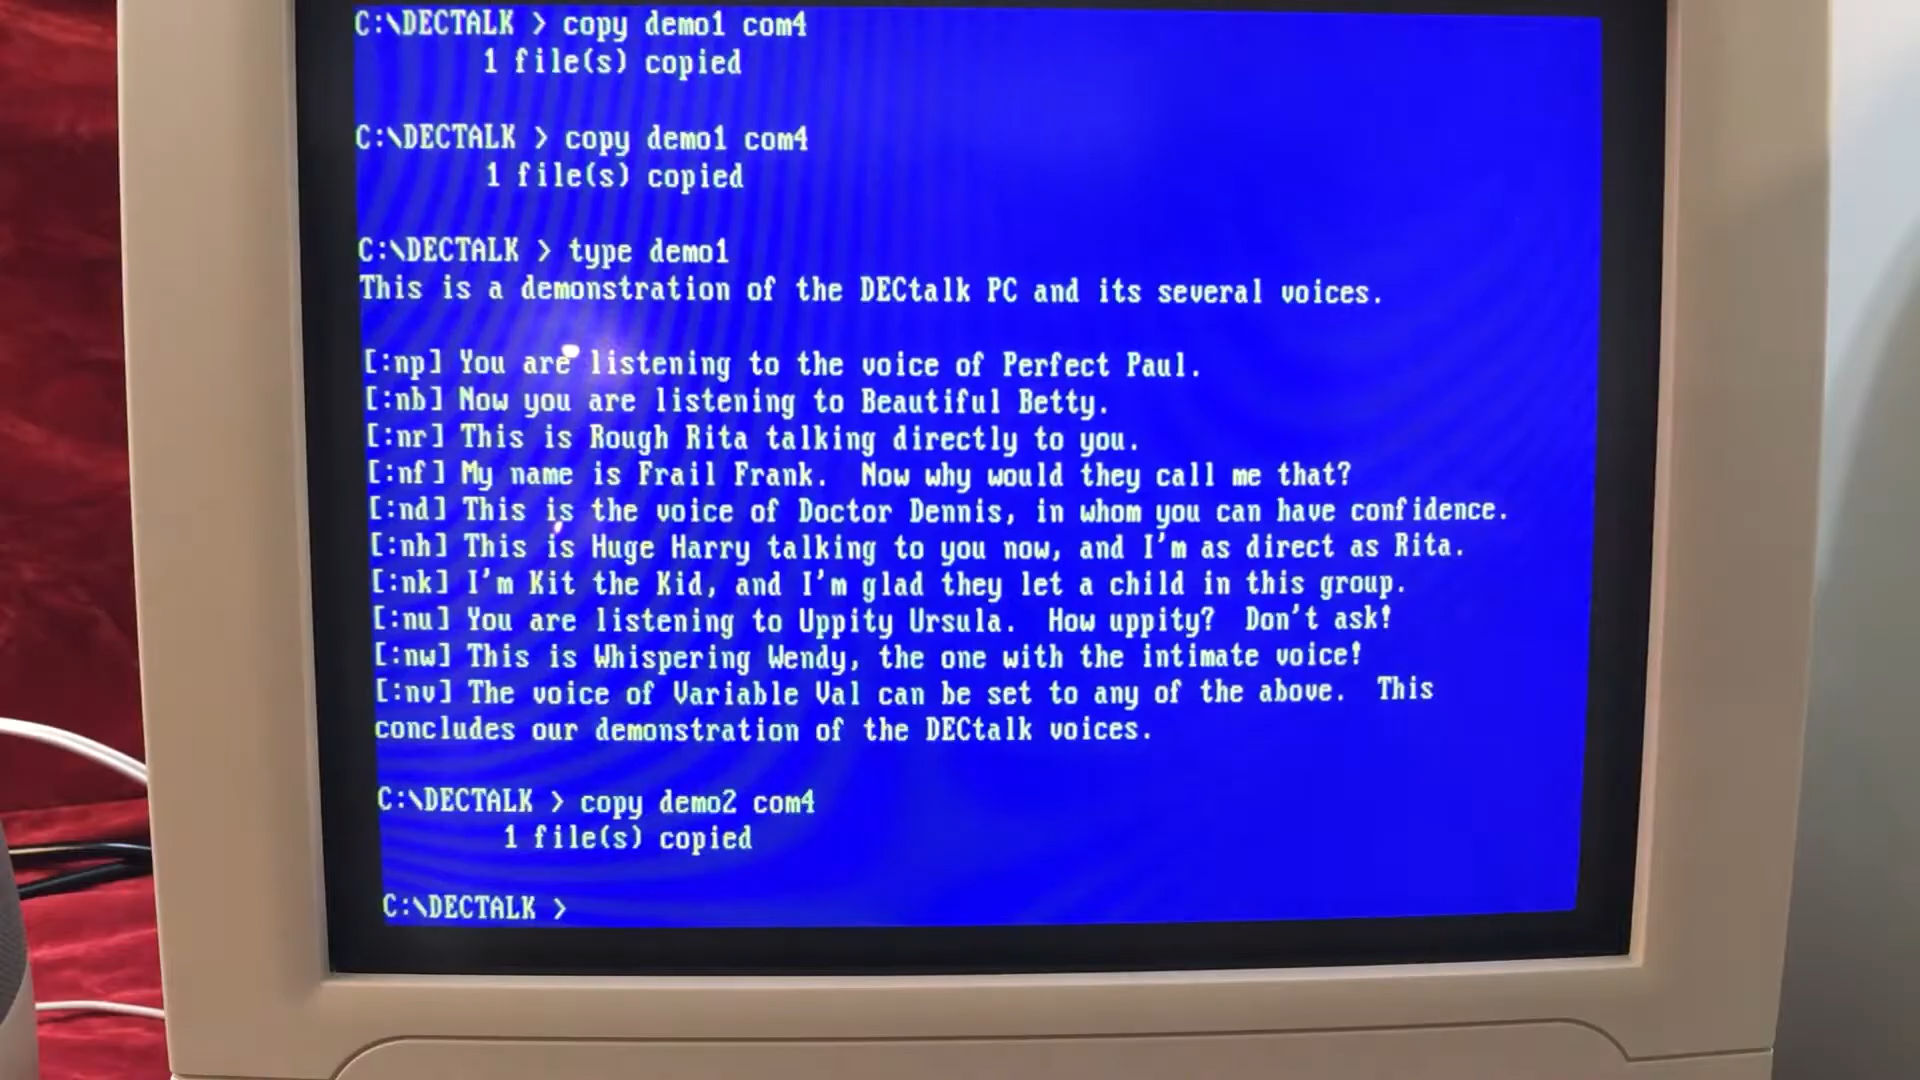 C:\DECTALK > copy demo1 com4
1 file(s) copied
C:\DECTALK > copy demo1 com4
1 file(s) copied
C:\DECTALK > type demo1
This is a demonstration of the DECtalk PC and its several voices.
[:np] You are listening to the voice of Perfect Paul.
[:nb] Now you are listening to Beautiful Betty.
[:nr] This is Rough Rita talking directly to you.
[:nf] My name is Frail Frank.  Now why would they call me that?
[:nd] This is the voice of Doctor Dennis, in whom you can have confidence.
[:nh] This is Huge Harry talking to you now, and I'm as direct as Rita.
[:nk] I'm Kit the Kid, and I'm glad they let a child in this group.
[:nu] You are listening to Uppity Ursula.  How uppity?  Don't ask!
[:nw] This is Whispering Wendy, the one with the intimate voice!
[:nv] The voice of Variable Val can be set to any of the above.  This
concludes our demonstration of the DECtalk voices.
C:\DECTALK > copy demo2 com4
1 file(s) copied
C:\DECTALK >